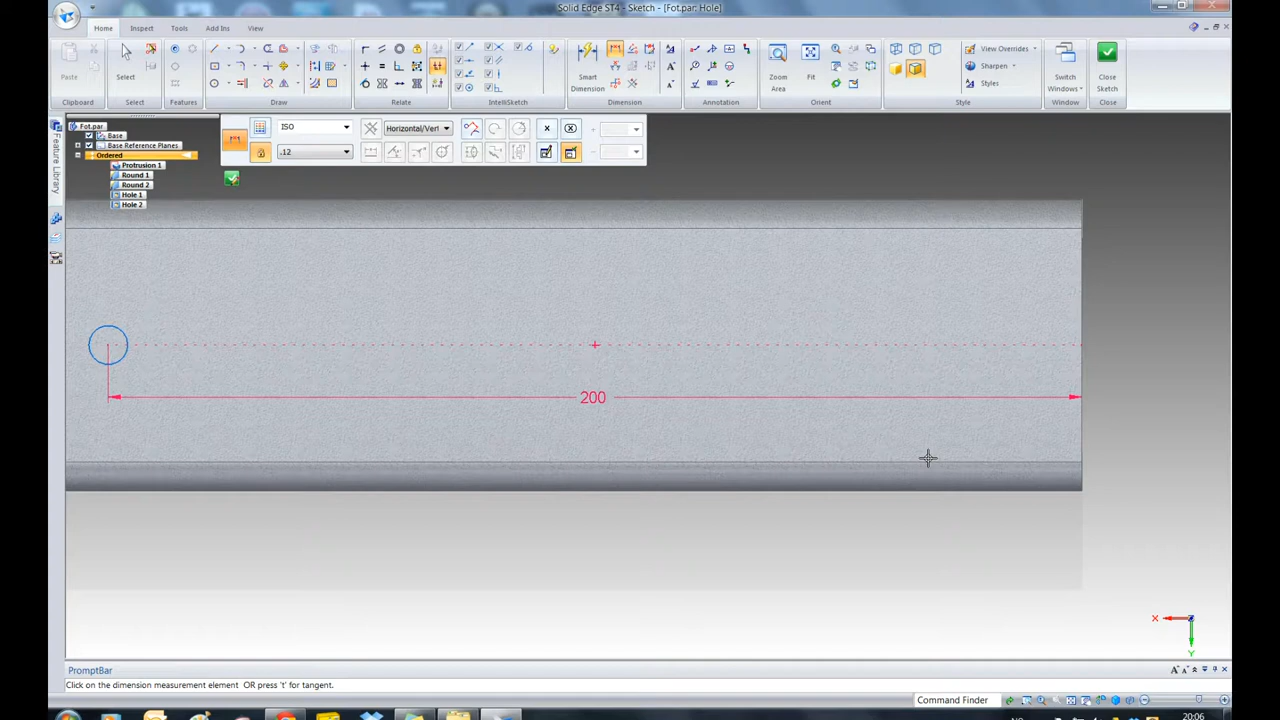 Solid Edge ST4 - Sketch - [Fot.par: Hole]
Home Inspect Tools Add Ins View
Paste
Select
Smart Dimension
Zoom Area
Fit
View Overrides
Sharpen
Styles
Switch Windows
Close Sketch
Clipboard Select Features Draw Relate IntelliSketch Dimension Annotation Orient Style Window Close
Feature Library
Fot.par
Base
Base Reference Planes
Ordered
Protrusion 1
Round 1
Round 2
Hole 1
Hole 2
ISO
Horizontal/Verl
.12
200
X
Y
PromptBar
Click on the dimension measurement element OR press 't' for tangent.
Command Finder
NO
20:06